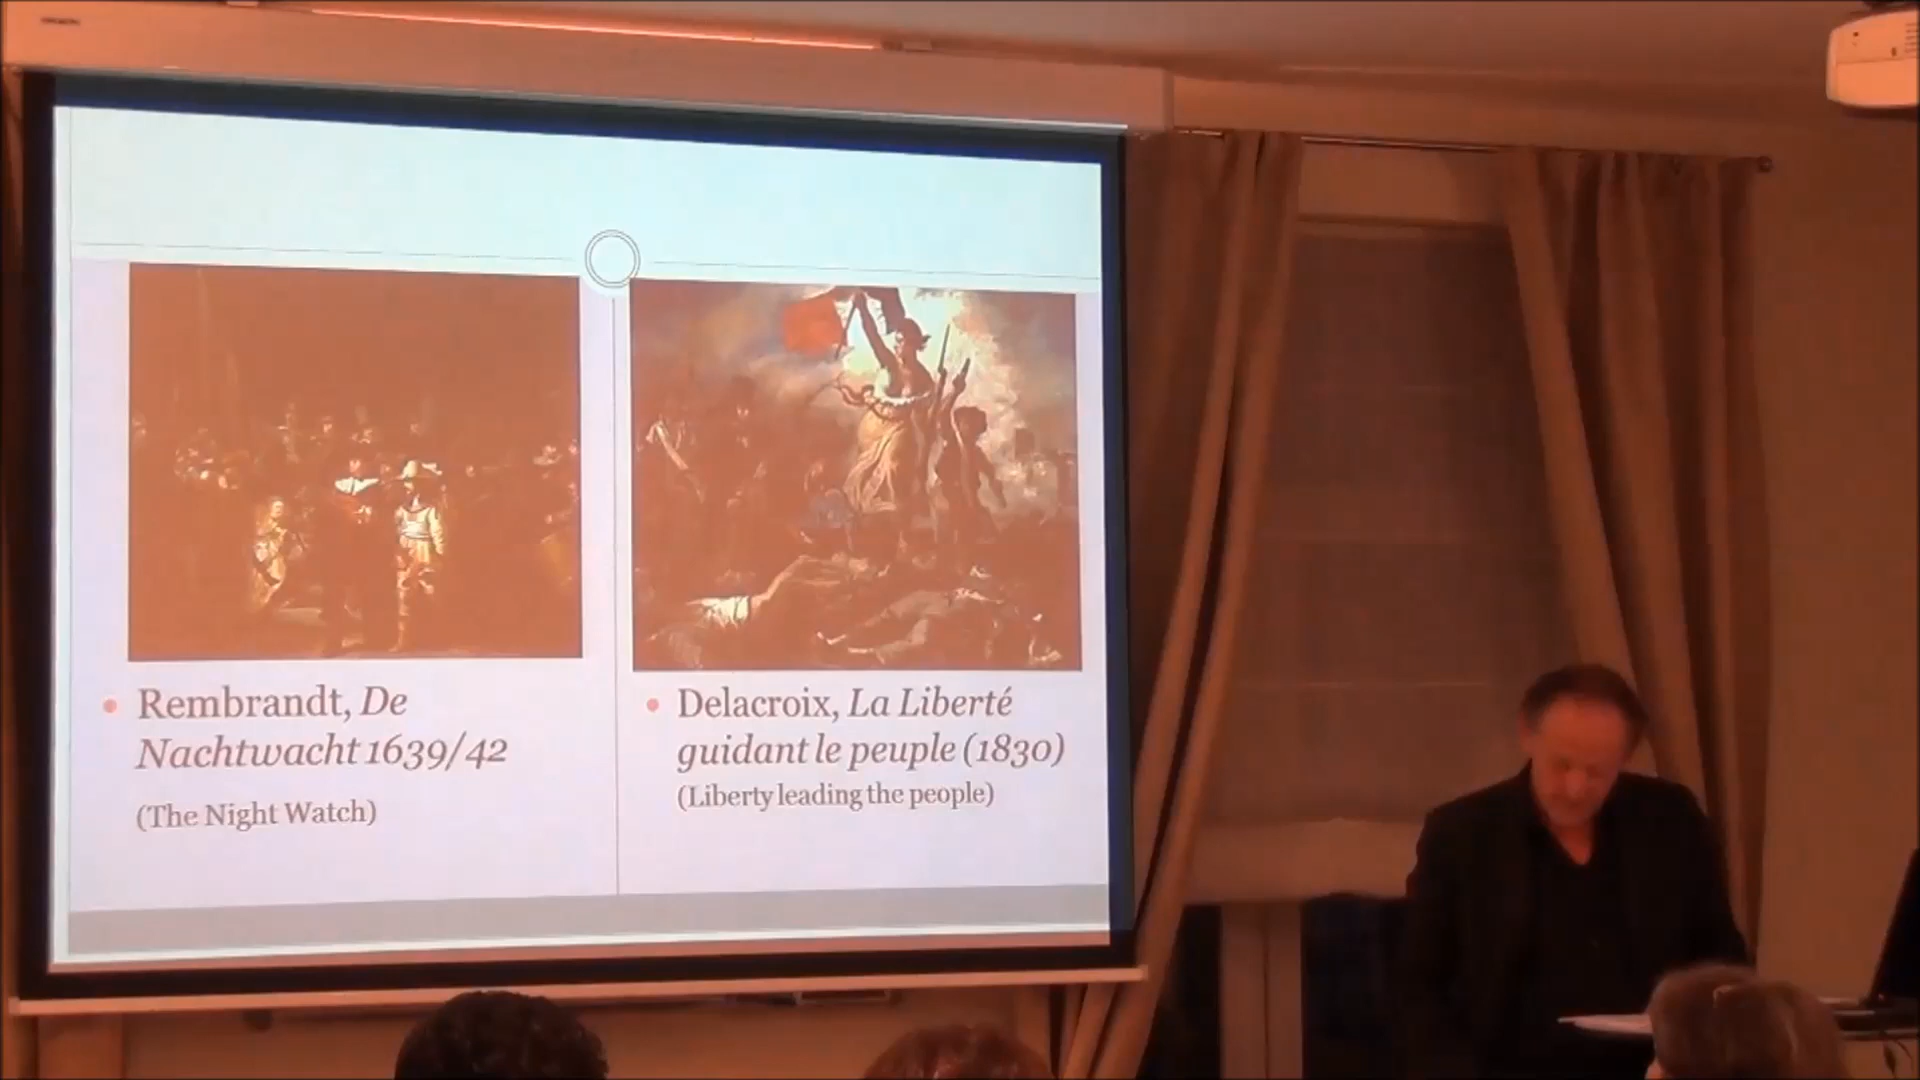 Rembrandt, De
Nachtwacht 1639/42
(The Night Watch)
Delacroix, La Liberté
guidant le peuple (1830)
(Liberty leading the people)